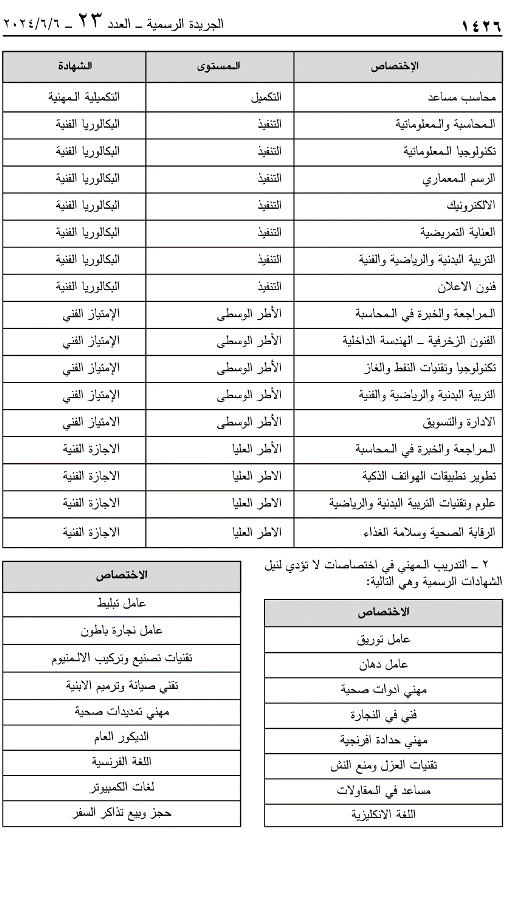 ١٤٢٦ الجريدة الرسمية ـ العدد ٢٣ ـ ٢٠٢٤/٦/٦
الإختصاص المستوى الشهادة
محاسب مساعد التكميل التكميلية المهنية
المحاسبة والمعلوماتية التنفيذ البكالوريا الفنية
تكنولوجيا المعلوماتية التنفيذ البكالوريا الفنية
الرسم المعماري التنفيذ البكالوريا الفنية
الالكترونيك التنفيذ البكالوريا الفنية
العناية التمريضية التنفيذ البكالوريا الفنية
التربية البدنية والرياضية والفنية التنفيذ البكالوريا الفنية
فنون الاعلان التنفيذ البكالوريا الفنية
المراجعة والخبرة في المحاسبة الأطر الوسطى الإمتياز الفني
الفنون الزخرفية ـ الهندسة الداخلية الأطر الوسطى الإمتياز الفني
تكنولوجيا وتقنيات النفط والغاز الأطر الوسطى الإمتياز الفني
التربية البدنية والرياضية والفنية الأطر الوسطى الإمتياز الفني
الادارة والتسويق الأطر الوسطى الامتياز الفني
المراجعة والخبرة في المحاسبة الأطر العليا الاجازة الفنية
تطوير تطبيقات الهواتف الذكية الأطر العليا الاجازة الفنية
علوم وتقنيات التربية البدنية والرياضية الاطر العليا الاجازة الفنية
الرقابة الصحية وسلامة الغذاء الاطر العليا الاجازة الفنية
٢ ـ التدريب المهني في اختصاصات لا تؤدي لنيل
الشهادات الرسمية وهي التالية:
الاختصاص
عامل توريق
عامل دهان
مهني ادوات صحية
فني في النجارة
مهني حدادة افرنجية
تقنيات العزل ومنع النش
مساعد في المقاولات
اللغة الانكليزية
الاختصاص
عامل تبليط
عامل نجارة باطون
تقنيات تصنيع وتركيب الالمنيوم
تقني صيانة وترميم الابنية
مهني تمديدات صحية
الديكور العام
اللغة الفرنسية
لغات الكمبيوتر
حجز وبيع تذاكر السفر